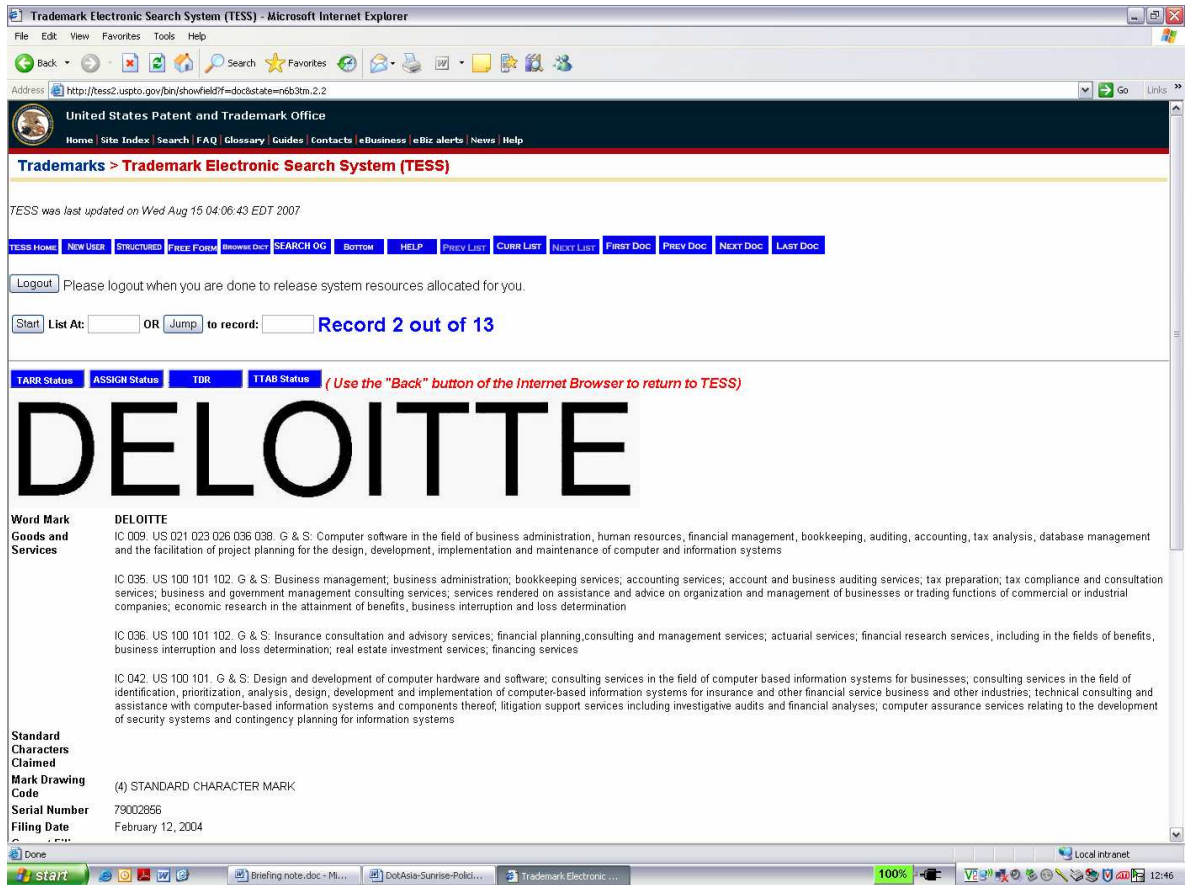 Trademark Electronic Search System (TESS) - Microsoft Internet Explorer
File Edit View Favorites Tools Help
Back Search Favorites
Address http://tess2.uspto.gov/bin/showfield?f=doc&state=n6b3tm.2.2 Go Links »
United States Patent and Trademark Office
Home | Site Index | Search | FAQ | Glossary | Guides | Contacts | eBusiness | eBiz alerts | News | Help
Trademarks > Trademark Electronic Search System (TESS)
TESS was last updated on Wed Aug 15 04:06:43 EDT 2007
TESS HOME NEW USER STRUCTURED FREE FORM BROWSE DICT SEARCH OG BOTTOM HELP PREV LIST CURR LIST NEXT LIST FIRST DOC PREV DOC NEXT DOC LAST DOC
Logout Please logout when you are done to release system resources allocated for you.
Start List At: OR Jump to record: Record 2 out of 13
TARR Status ASSIGN Status TDR TTAB Status ( Use the "Back" button of the Internet Browser to return to TESS)
DELOITTE
Word Mark DELOITTE
Goods and Services IC 009. US 021 023 026 036 038. G & S: Computer software in the field of business administration, human resources, financial management, bookkeeping, auditing, accounting, tax analysis, database management
and the facilitation of project planning for the design, development, implementation and maintenance of computer and information systems
IC 035. US 100 101 102. G & S: Business management; business administration; bookkeeping services; accounting services; account and business auditing services; tax preparation; tax compliance and consultation
services; business and government management consulting services; services rendered on assistance and advice on organization and management of businesses or trading functions of commercial or industrial
companies; economic research in the attainment of benefits, business interruption and loss determination
IC 036. US 100 101 102. G & S: Insurance consultation and advisory services; financial planning,consulting and management services; actuarial services; financial research services, including in the fields of benefits,
business interruption and loss determination; real estate investment services; financing services
IC 042. US 100 101. G & S: Design and development of computer hardware and software; consulting services in the field of computer based information systems for businesses; consulting services in the field of
identification, prioritization, analysis, design, development and implementation of computer-based information systems for insurance and other financial service business and other industries; technical consulting and
assistance with computer-based information systems and components thereof; litigation support services including investigative audits and financial analyses; computer assurance services relating to the development
of security systems and contingency planning for information systems
Standard
Characters
Claimed
Mark Drawing
Code (4) STANDARD CHARACTER MARK
Serial Number 79002856
Filing Date February 12, 2004
Done Local intranet
start Briefing note.doc - Mi... DotAsia-Sunrise-Polici... Trademark Electronic ... 100% 12:46